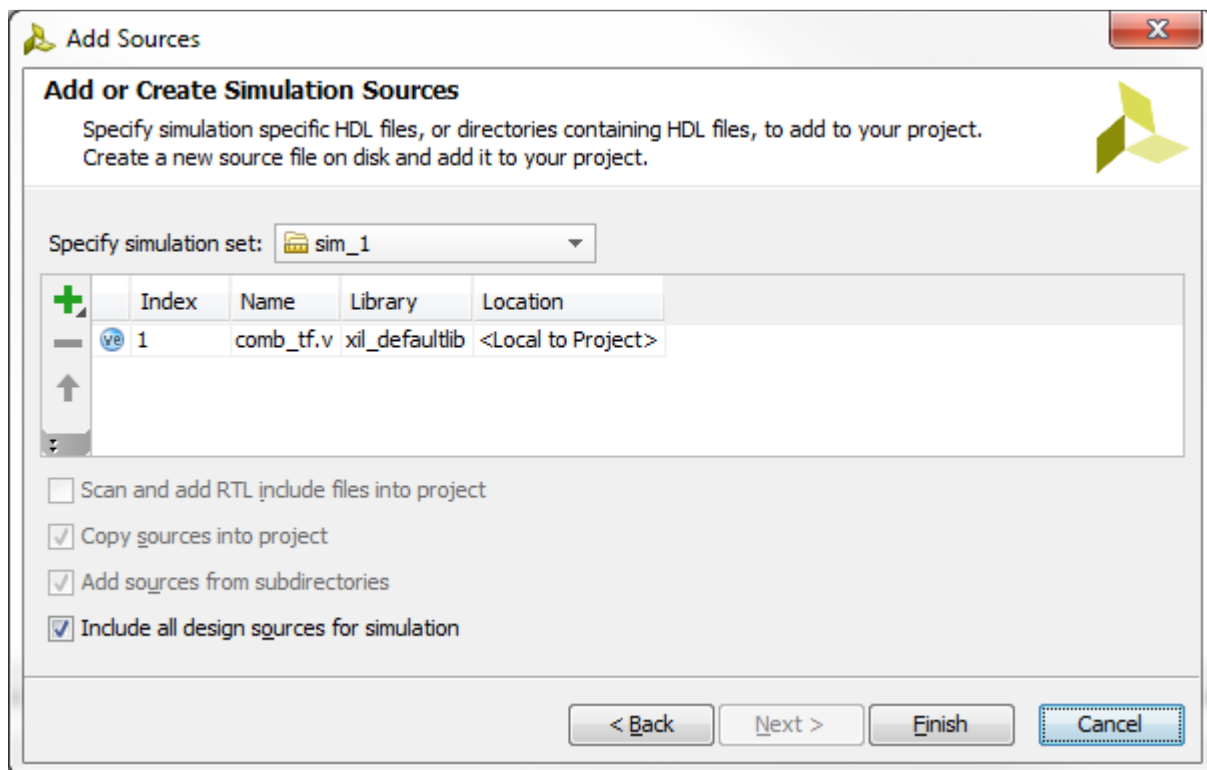 Add Sources
Add or Create Simulation Sources
Specify simulation specific HDL files, or directories containing HDL files, to add to your project.
Create a new source file on disk and add it to your project.
Specify simulation set: sim_1
Index Name Library Location
ve 1 comb_tf.v xil_defaultlib <Local to Project>
Scan and add RTL include files into project
Copy sources into project
Add sources from subdirectories
Include all design sources for simulation
< Back Next > Finish Cancel